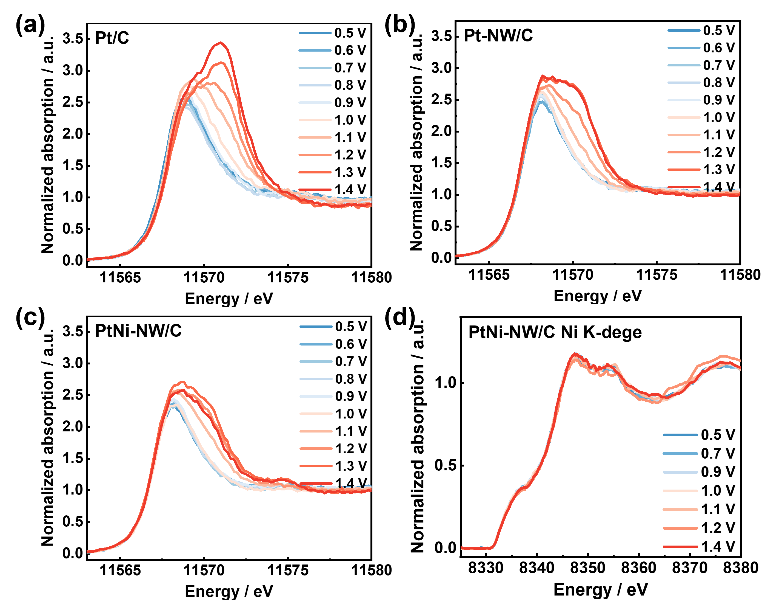 (a)
Pt/C
Normalized absorption / a.u.
3.5
3.0
2.5
2.0
1.5
1.0
0.5
0.0
0.5 V
0.6 V
0.7 V
0.8 V
0.9 V
1.0 V
1.1 V
1.2 V
1.3 V
1.4 V
11565
11570
11575
11580
Energy / eV
(b)
Pt-NW/C
Normalized absorption / a.u.
3.5
3.0
2.5
2.0
1.5
1.0
0.5
0.0
0.5 V
0.6 V
0.7 V
0.8 V
0.9 V
1.0 V
1.1 V
1.2 V
1.3 V
1.4 V
11565
11570
11575
11580
Energy / eV
(c)
PtNi-NW/C
Normalized absorption / a.u.
3.5
3.0
2.5
2.0
1.5
1.0
0.5
0.0
0.5 V
0.6 V
0.7 V
0.8 V
0.9 V
1.0 V
1.1 V
1.2 V
1.3 V
1.4 V
11565
11570
11575
11580
Energy / eV
(d)
PtNi-NW/C Ni K-dege
Normalized absorption / a.u.
1.0
0.5
0.0
0.5 V
0.7 V
0.9 V
1.0 V
1.1 V
1.2 V
1.4 V
8330
8340
8350
8360
8370
8380
Energy / eV